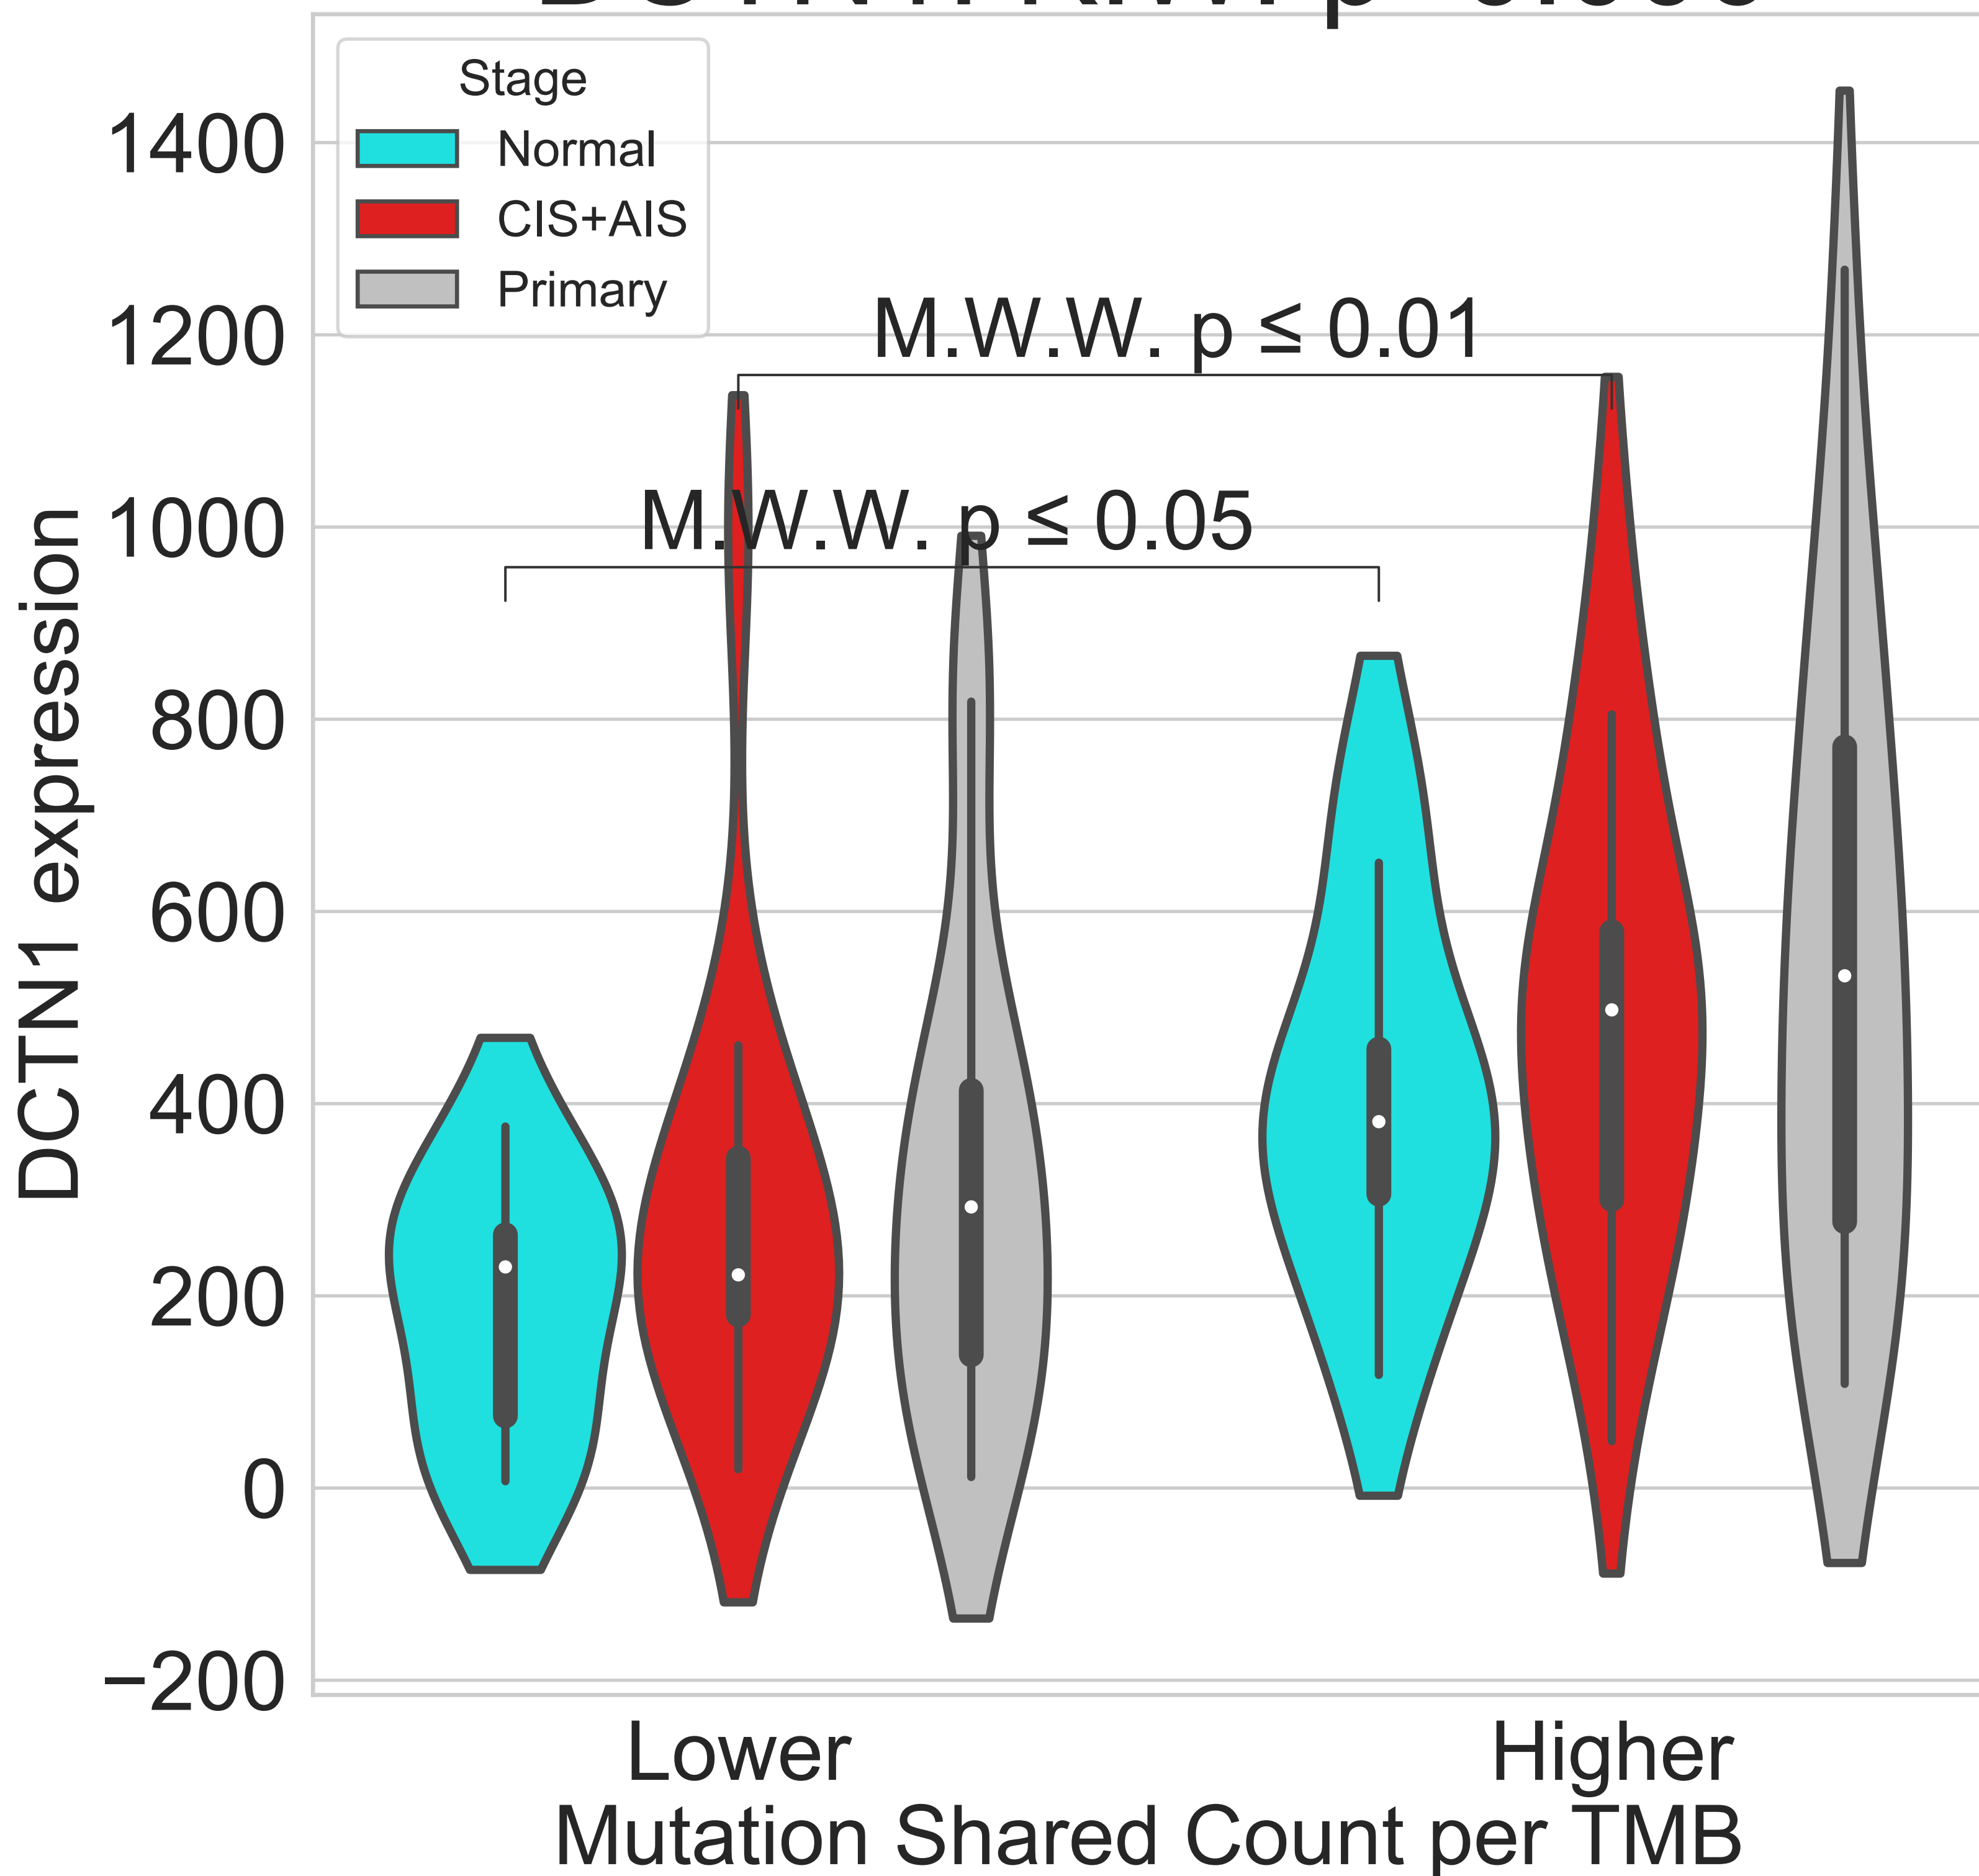 Stage
Normal
CIS+AIS
Primary
1400
1200
1000
800
600
400
200
0
−200
DCTN1 expression
M.W.W. p ≤ 0.01
M.W.W. p ≤ 0.05
Lower
Higher
Mutation Shared Count per TMB